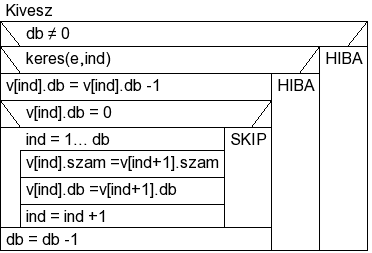 Kivesz
db ≠ 0
keres(e,ind)
HIBA
v[ind].db = v[ind].db -1
HIBA
v[ind].db = 0
ind = 1... db
SKIP
v[ind].szam =v[ind+1].szam
v[ind].db =v[ind+1].db
ind = ind +1
db = db -1